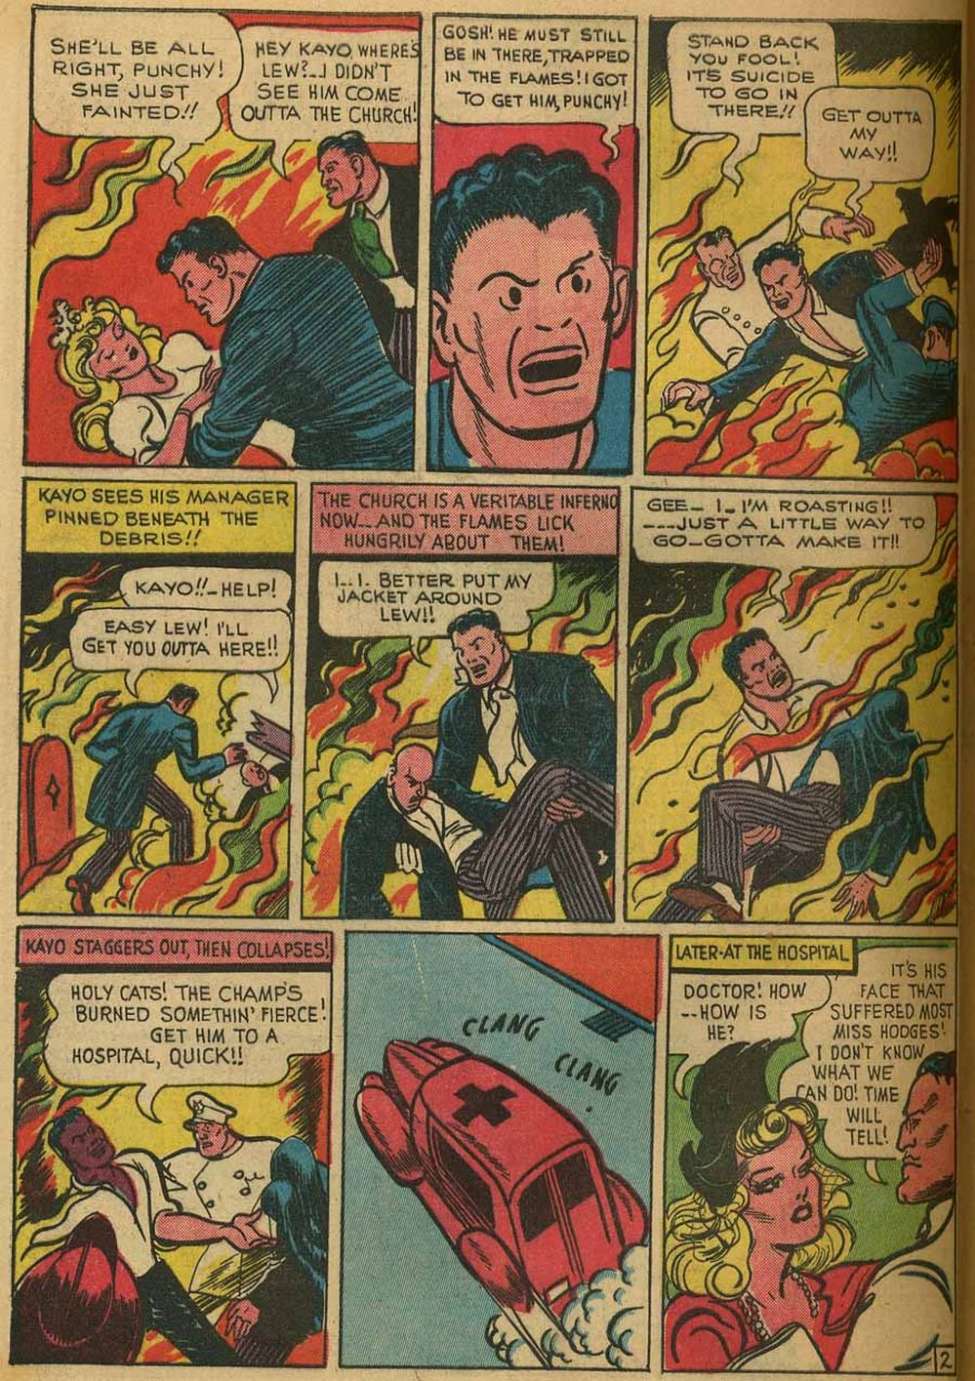 SHE'LL BE ALL
RIGHT, PUNCHY!
SHE JUST
FAINTED!!
HEY KAYO WHERE'S
LEW?--I DIDN'T
SEE HIM COME
OUTTA THE CHURCH!
GOSH! HE MUST STILL
BE IN THERE, TRAPPED
IN THE FLAMES! I GOT
TO GET HIM, PUNCHY!
STAND BACK
YOU FOOL!
IT'S SUICIDE
TO GO IN
THERE!!
GET OUTTA
MY
WAY!!
KAYO SEES HIS MANAGER
PINNED BENEATH THE
DEBRIS!!
KAYO!!-HELP!
EASY LEW! I'LL
GET YOU OUTTA HERE!!
THE CHURCH IS A VERITABLE INFERNO
NOW--AND THE FLAMES LICK
HUNGRILY ABOUT THEM!
I--I. BETTER PUT MY
JACKET AROUND
LEW!!
GEE- I- I'M ROASTING!!
---JUST A LITTLE WAY TO
GO-GOTTA MAKE IT!!
KAYO STAGGERS OUT, THEN COLLAPSES!
HOLY CATS! THE CHAMP'S
BURNED SOMETHIN' FIERCE!
GET HIM TO A
HOSPITAL, QUICK!!
CLANG
CLANG
LATER-AT THE HOSPITAL
DOCTOR! HOW
--HOW IS
HE?
IT'S HIS
FACE THAT
SUFFERED MOST
MISS HODGES!
I DON'T KNOW
WHAT WE
CAN DO! TIME
WILL
TELL!
2